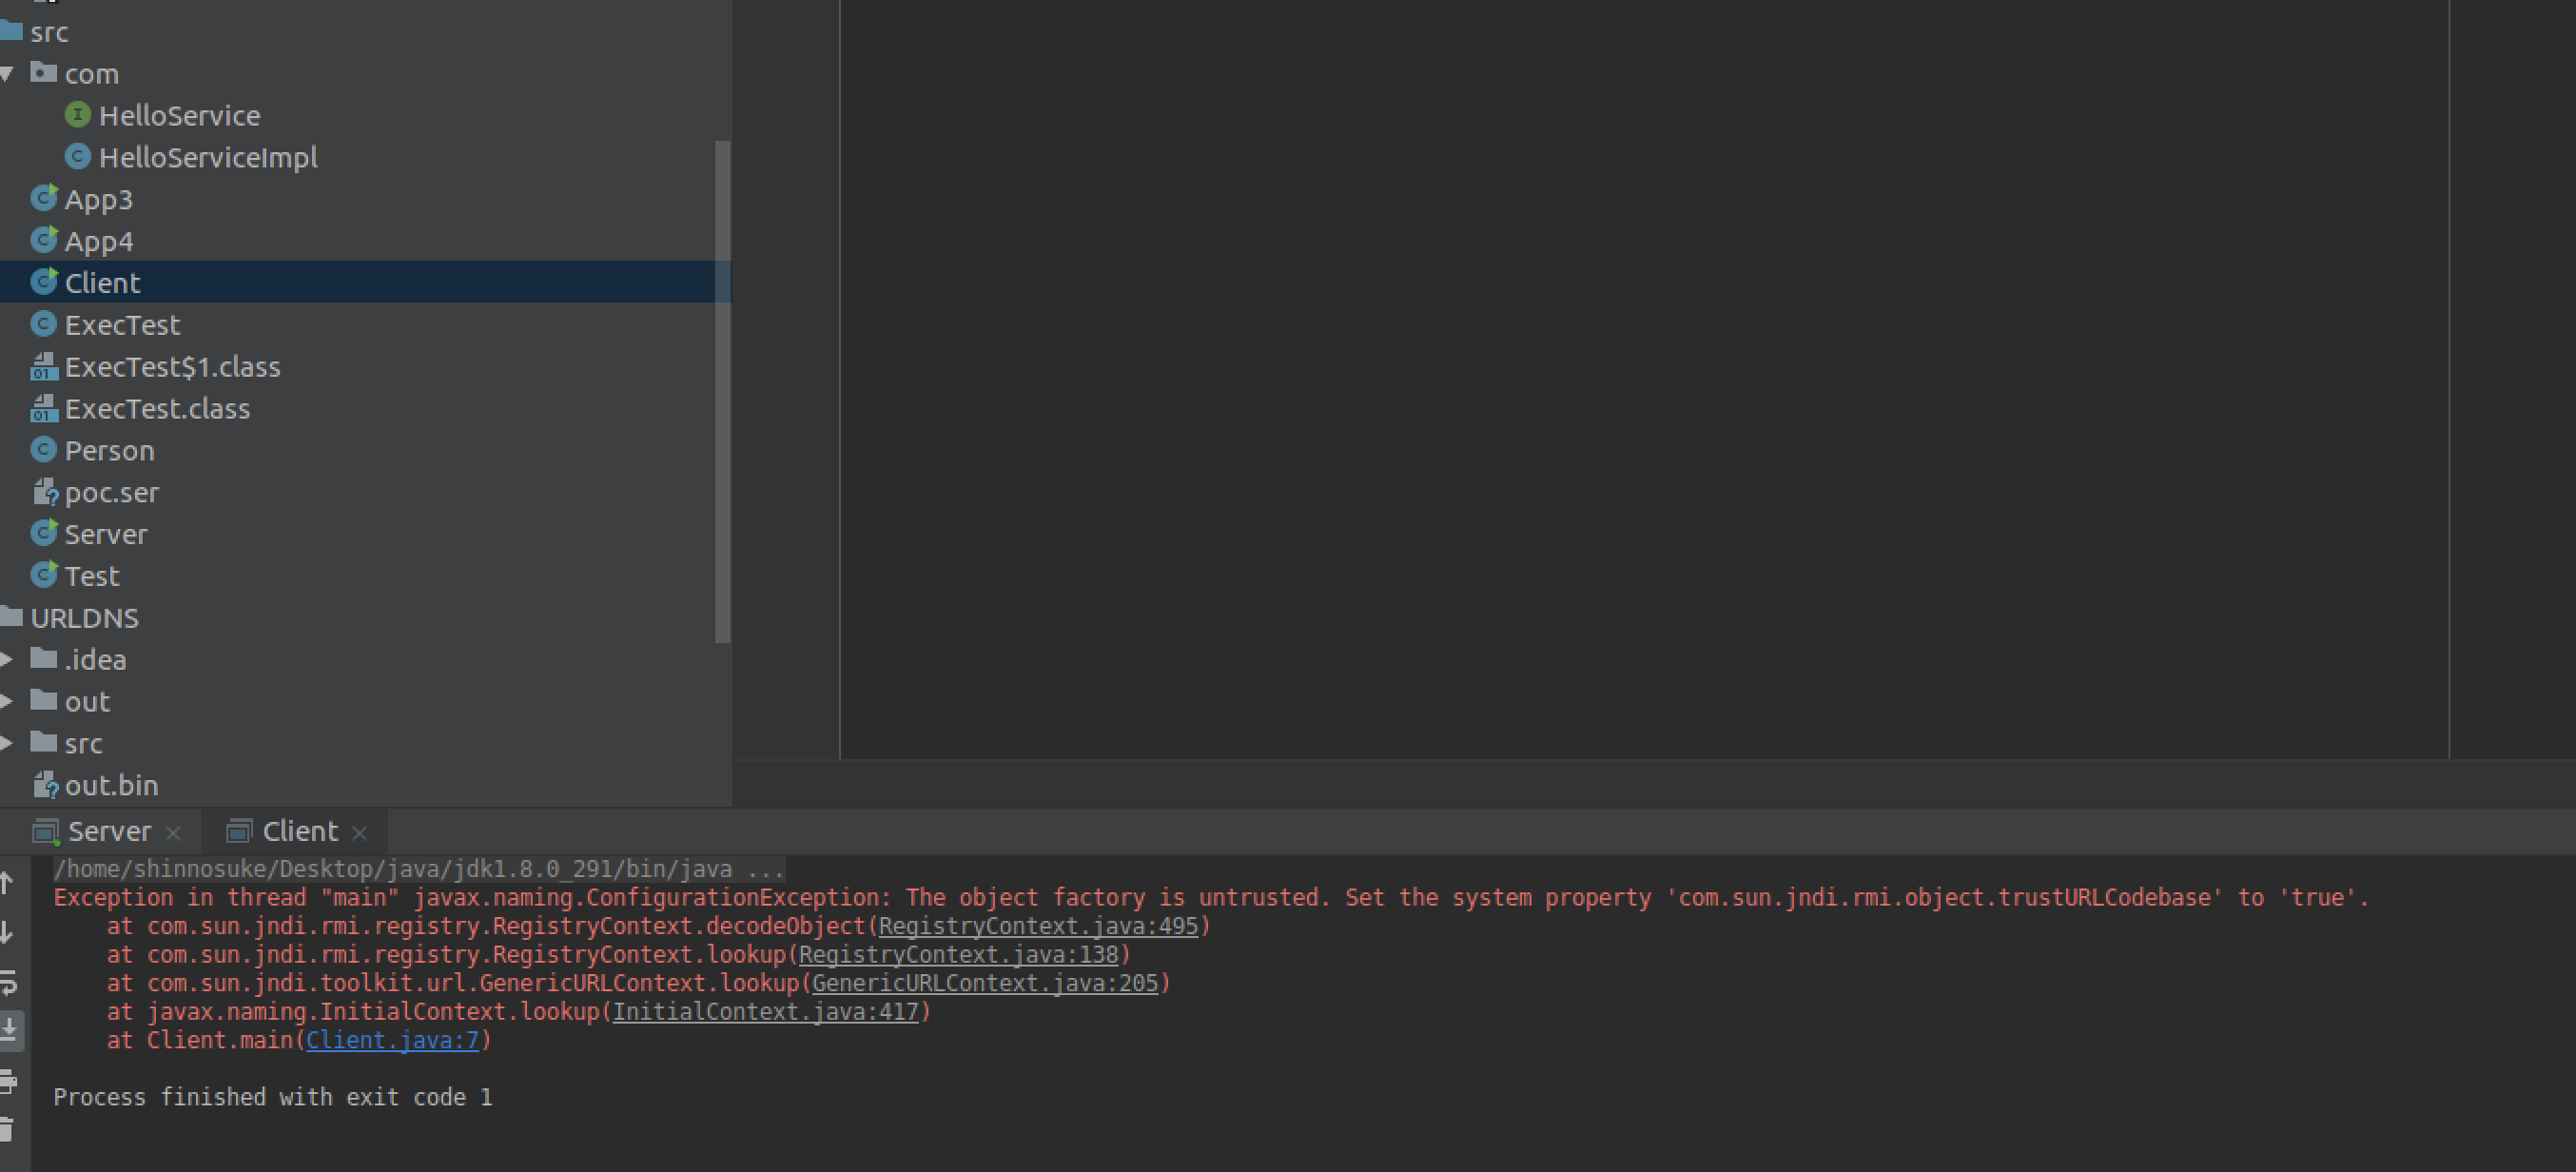 src
com
HelloService
HelloServiceImpl
App3
App4
Client
ExecTest
ExecTest$1.class
ExecTest.class
Person
poc.ser
Server
Test
URLDNS
.idea
out
src
out.bin
Server
Client
/home/shinnosuke/Desktop/java/jdk1.8.0_291/bin/java ...
Exception in thread "main" javax.naming.ConfigurationException: The object factory is untrusted. Set the system property 'com.sun.jndi.rmi.object.trustURLCodebase' to 'true'.
at com.sun.jndi.rmi.registry.RegistryContext.decodeObject(RegistryContext.java:495)
at com.sun.jndi.rmi.registry.RegistryContext.lookup(RegistryContext.java:138)
at com.sun.jndi.toolkit.url.GenericURLContext.lookup(GenericURLContext.java:205)
at javax.naming.InitialContext.lookup(InitialContext.java:417)
at Client.main(Client.java:7)
Process finished with exit code 1